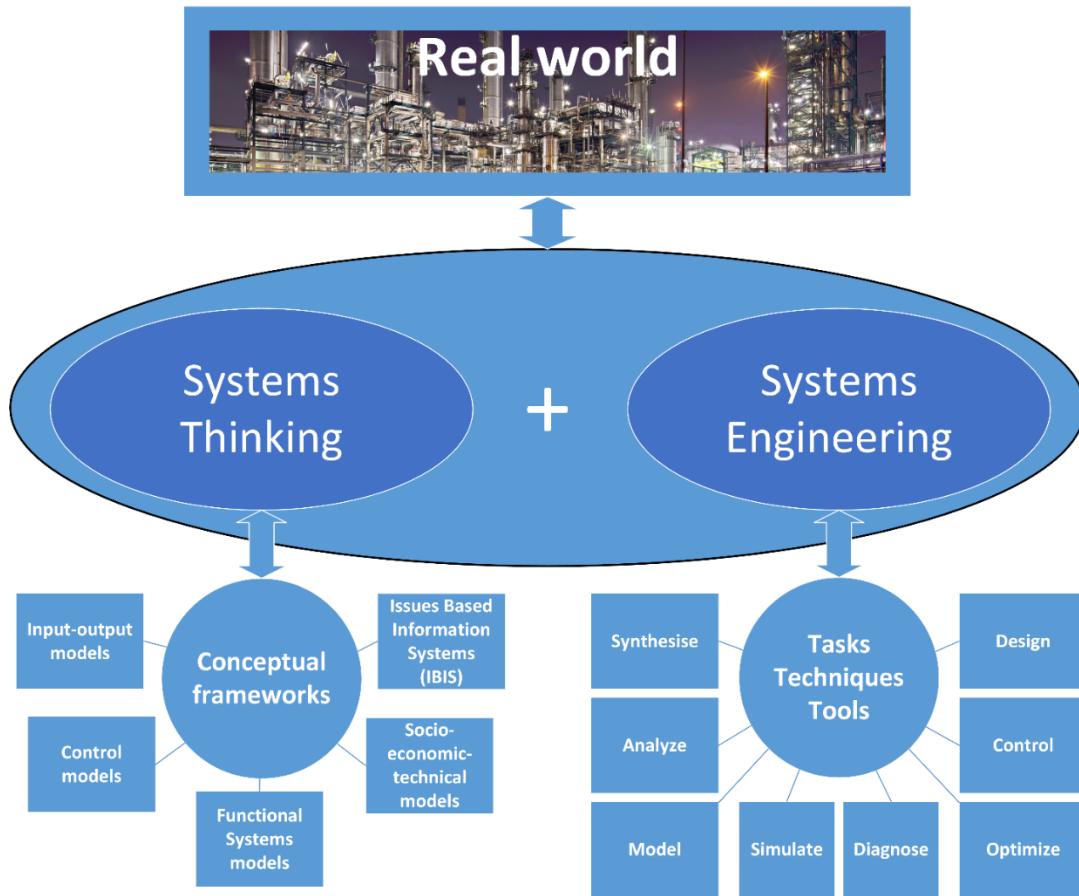 Real world
Systems
Thinking
+
Systems
Engineering
Input-output
models
Control
models
Functional
Systems
models
Conceptual
frameworks
Issues Based
Information
Systems
(IBIS)
Socio-
economic-
technical
models
Synthesise
Analyze
Model
Simulate
Diagnose
Tasks
Techniques
Tools
Design
Control
Optimize